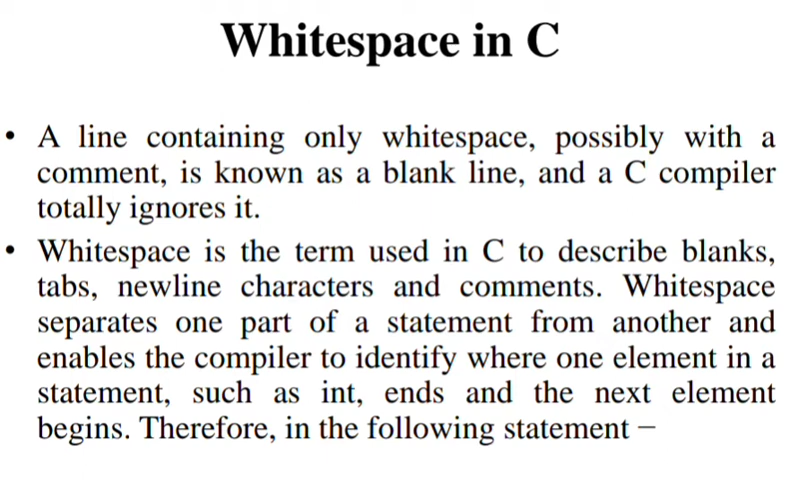 Whitespace in C
• A line containing only whitespace, possibly with a
comment, is known as a blank line, and a C compiler
totally ignores it.
• Whitespace is the term used in C to describe blanks,
tabs, newline characters and comments. Whitespace
separates one part of a statement from another and
enables the compiler to identify where one element in a
statement, such as int, ends and the next element
begins. Therefore, in the following statement −